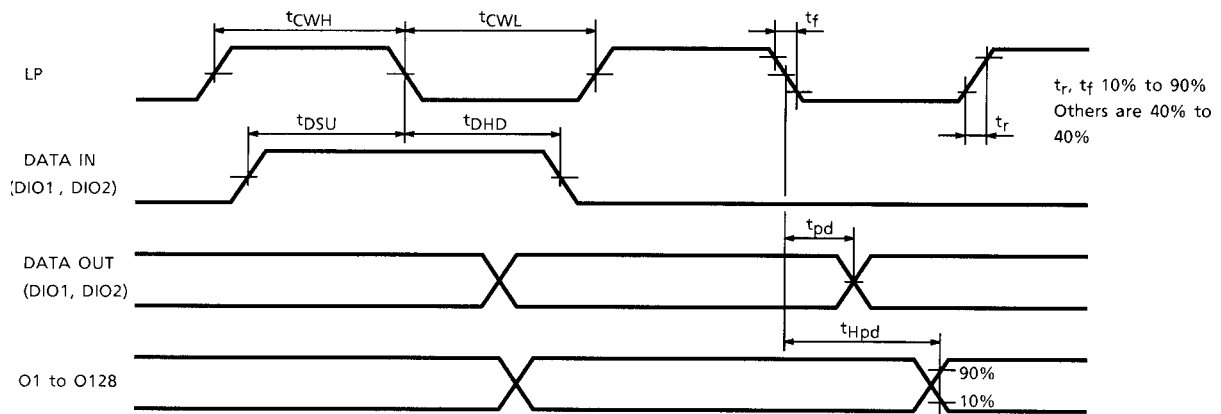 tCWH
tCWL
tf
LP
tr, tf 10% to 90%
Others are 40% to
40%
tDSU
tDHD
tr
DATA IN
(DIO1 , DIO2)
tpd
DATA OUT
(DIO1, DIO2)
tHpd
O1 to O128
90%
10%